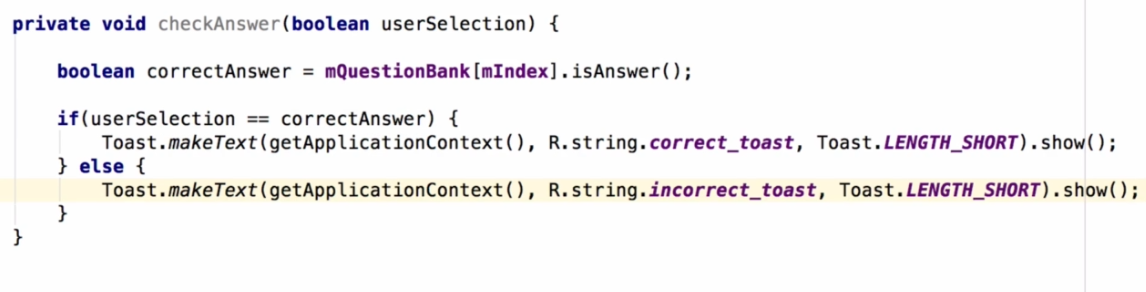 private void checkAnswer(boolean userSelection) {
boolean correctAnswer = mQuestionBank[mIndex].isAnswer();
if(userSelection == correctAnswer) {
Toast.makeText(getApplicationContext(), R.string.correct_toast, Toast.LENGTH_SHORT).show();
} else {
Toast.makeText(getApplicationContext(), R.string.incorrect_toast, Toast.LENGTH_SHORT).show();
}
}